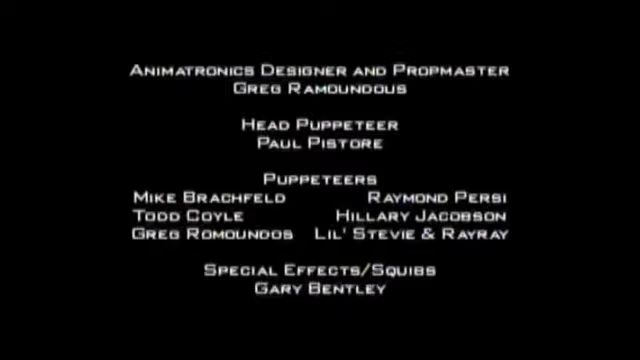 Animatronics Designer and Propmaster
Greg Ramoundous
Head Puppeteer
Paul Pistore
Puppeteers
Mike Brachfeld Raymond Persi
Todd Coyle Hillary Jacobson
Greg Romoundos Lil' Stevie & RayRay
Special Effects/Squibs
Gary Bentley